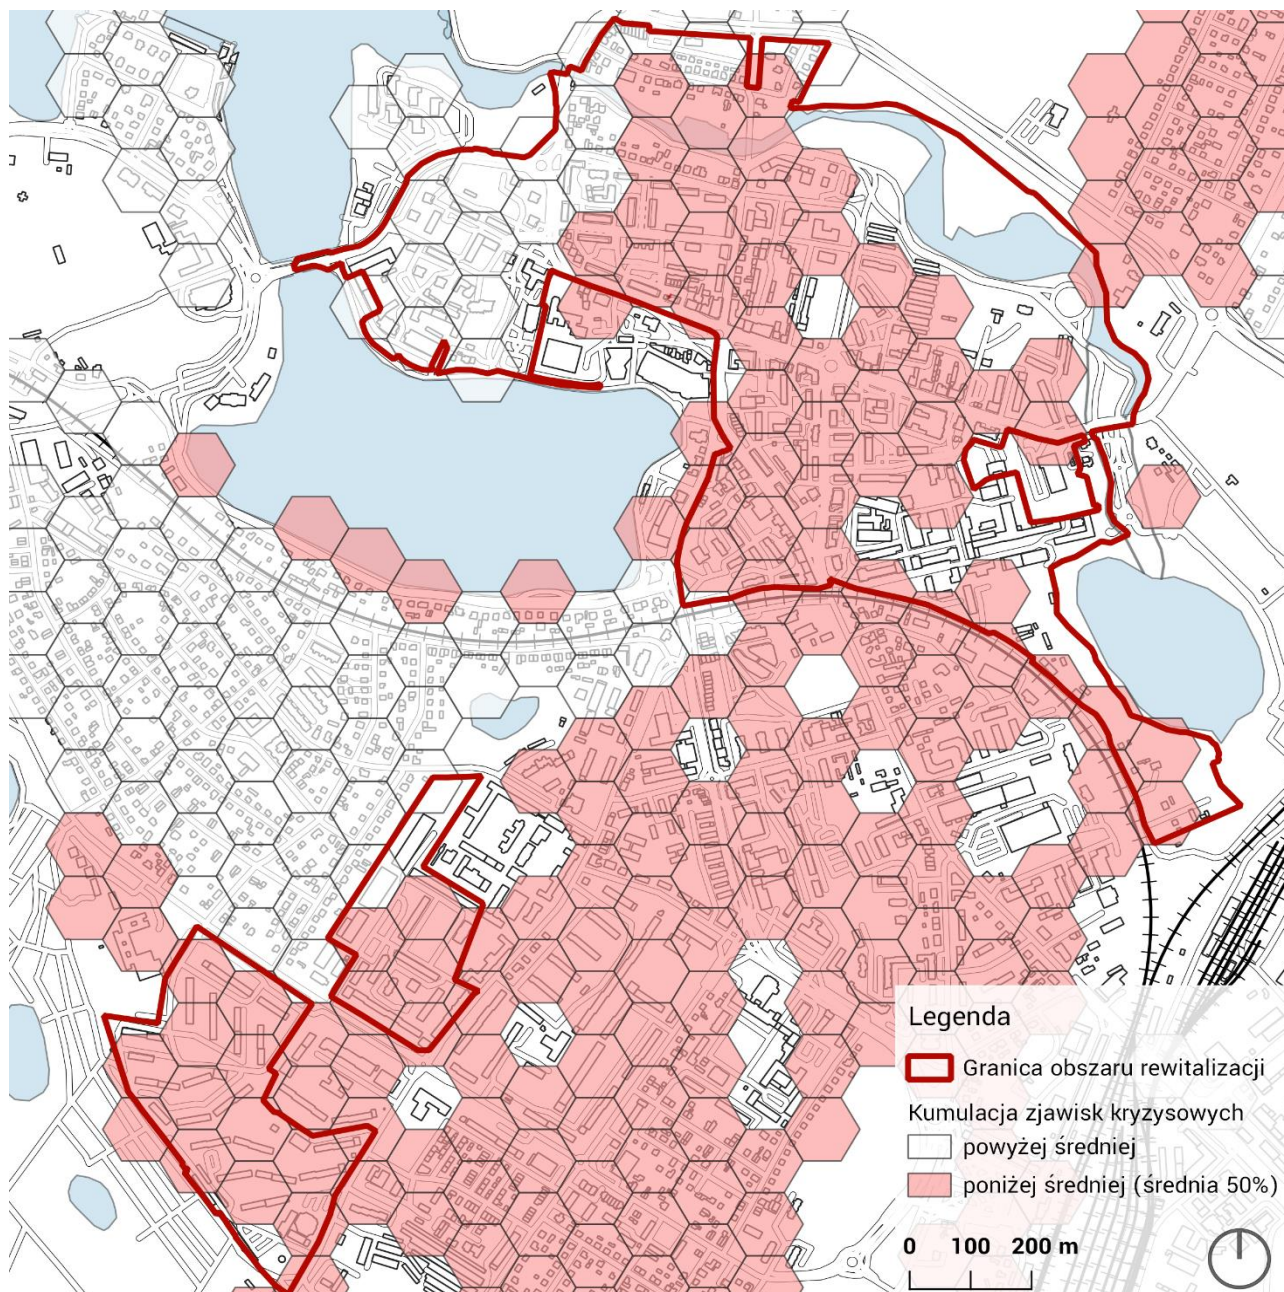 Legenda
Granica obszaru rewitalizacji
Kumulacja zjawisk kryzysowych
powyżej średniej
poniżej średniej (średnia 50%)
0 100 200 m